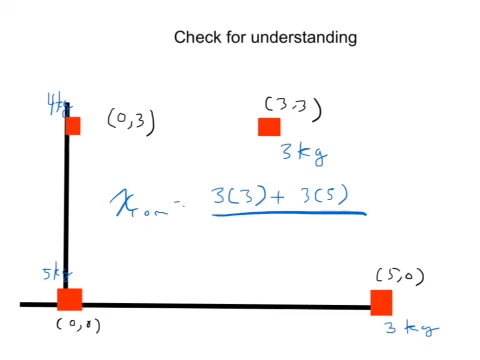 Check for understanding
4kg
(0,3)
(3,3)
3kg
3(3) + 3(5)
5kg
(5,0)
(0,0)
3kg